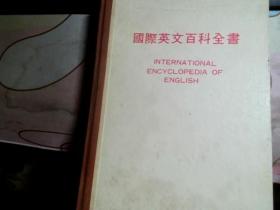 國際英文百科全書
INTERNATIONAL
ENCYCLOPEDIA OF
ENGLISH